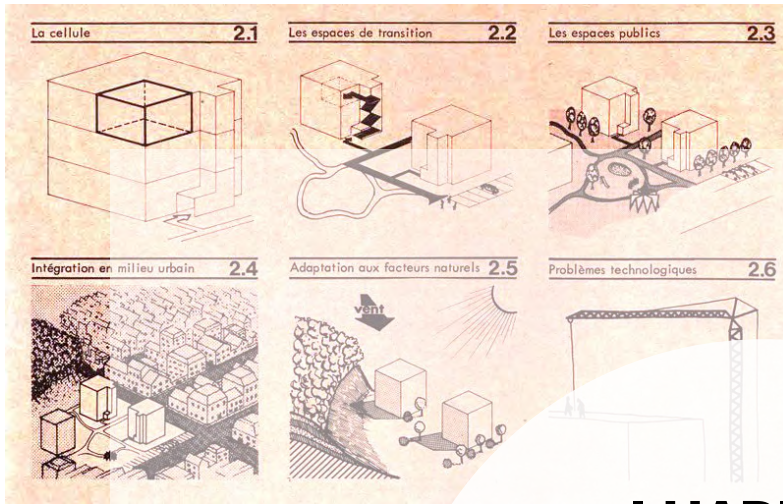 La cellule 2.1
Les espaces de transition 2.2
Les espaces publics 2.3
Intégration en milieu urbain 2.4
Adaptation aux facteurs naturels 2.5
Problèmes technologiques 2.6
vent